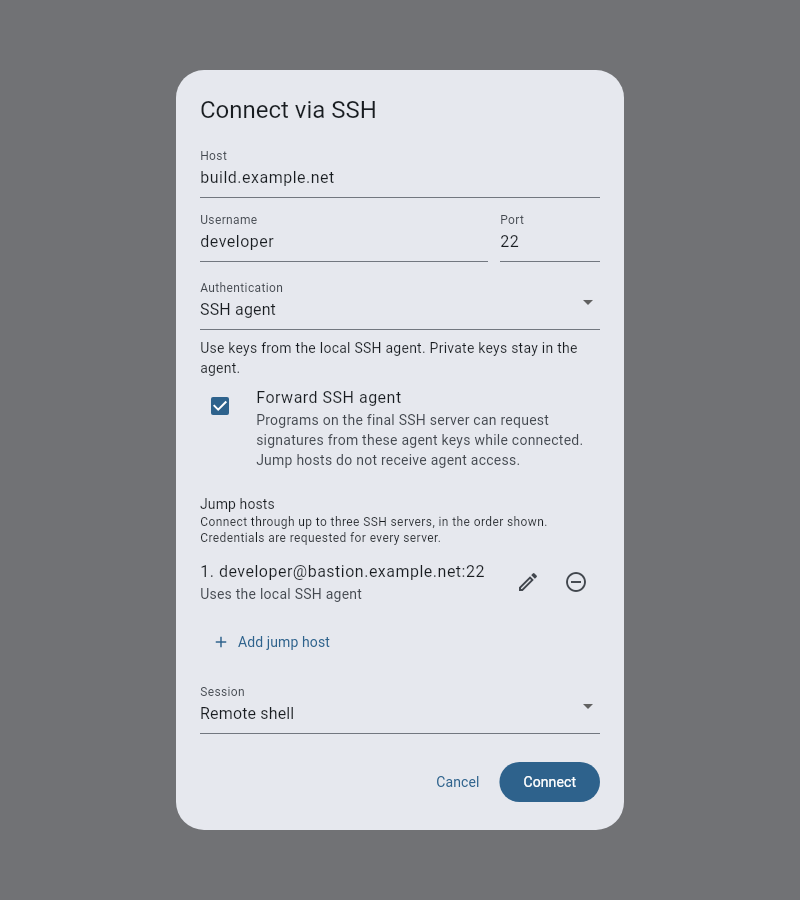 Connect via SSH
Host
build.example.net
Username
Port
developer
22
Authentication
SSH agent
Use keys from the local SSH agent. Private keys stay in the
agent.
Forward SSH agent
Programs on the final SSH server can request
signatures from these agent keys while connected.
Jump hosts do not receive agent access.
Jump hosts
Connect through up to three SSH servers, in the order shown.
Credentials are requested for every server.
1. developer@bastion.example.net:22
Uses the local SSH agent
Add jump host
Session
Remote shell
Cancel
Connect